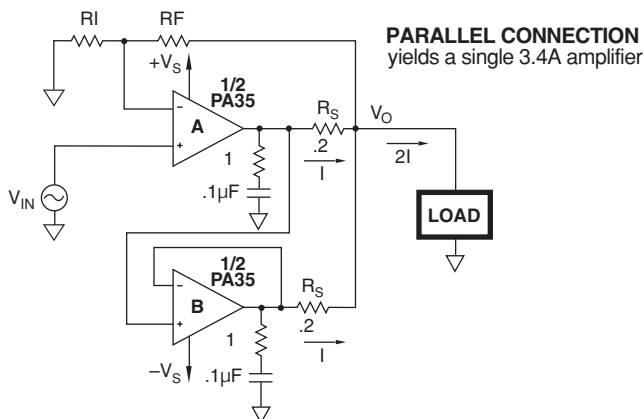 RI
RF
PARALLEL CONNECTION
yields a single 3.4A amplifier
+VS
1/2
PA35
A
–
+
RS
.2
I
VO
2I
1
.1µF
VIN
LOAD
1/2
PA35
B
–
+
RS
.2
I
1
.1µF
–VS